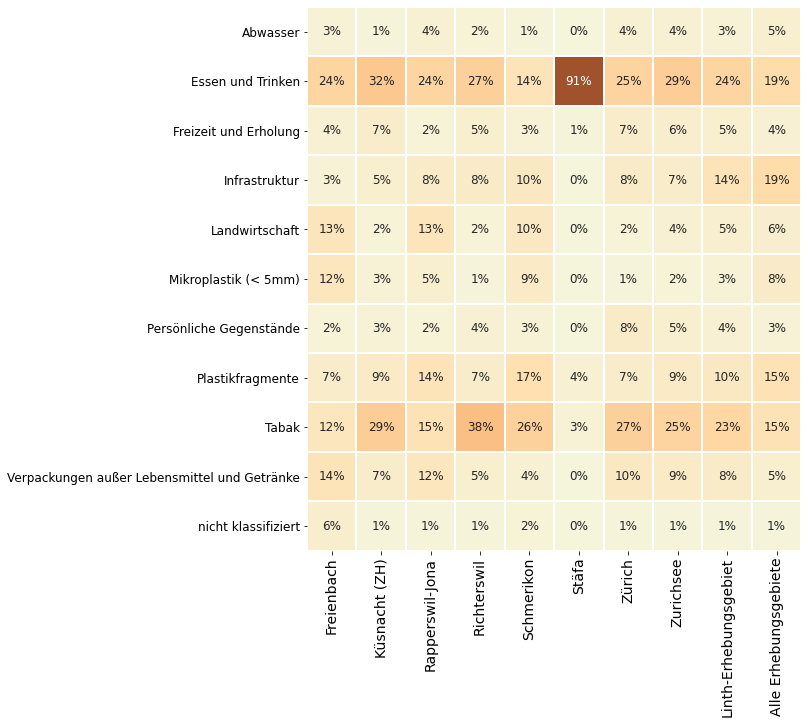 Abwasser 3% 1% 4% 2% 1% 0% 4% 4% 3% 5%
Essen und Trinken 24% 32% 24% 27% 14% 91% 25% 29% 24% 19%
Freizeit und Erholung 4% 7% 2% 5% 3% 1% 7% 6% 5% 4%
Infrastruktur 3% 5% 8% 8% 10% 0% 8% 7% 14% 19%
Landwirtschaft 13% 2% 13% 2% 10% 0% 2% 4% 5% 6%
Mikroplastik (< 5mm) 12% 3% 5% 1% 9% 0% 1% 2% 3% 8%
Persönliche Gegenstände 2% 3% 2% 4% 3% 0% 8% 5% 4% 3%
Plastikfragmente 7% 9% 14% 7% 17% 4% 7% 9% 10% 15%
Tabak 12% 29% 15% 38% 26% 3% 27% 25% 23% 15%
Verpackungen außer Lebensmittel und Getränke 14% 7% 12% 5% 4% 0% 10% 9% 8% 5%
nicht klassifiziert 6% 1% 1% 1% 2% 0% 1% 1% 1% 1%
Freienbach
Küsnacht (ZH)
Rapperswil-Jona
Richterswil
Schmerikon
Stäfa
Zürich
Zurichsee
Linth-Erhebungsgebiet
Alle Erhebungsgebiete